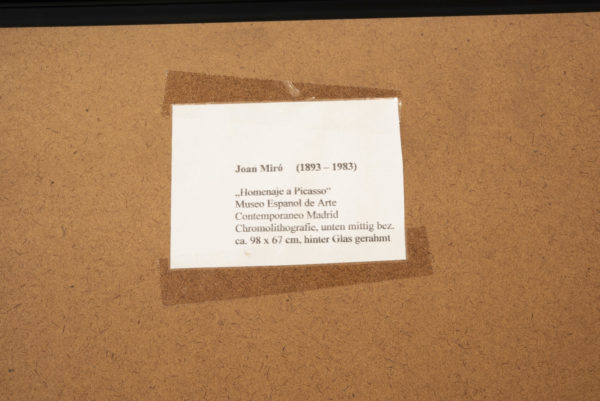 Joan Miró (1893 – 1983)
„Homenaje a Picasso“
Museo Espanol de Arte
Contemporaneo Madrid
Chromolithografie, unten mittig bez.
ca. 98 x 67 cm, hinter Glas gerahmt